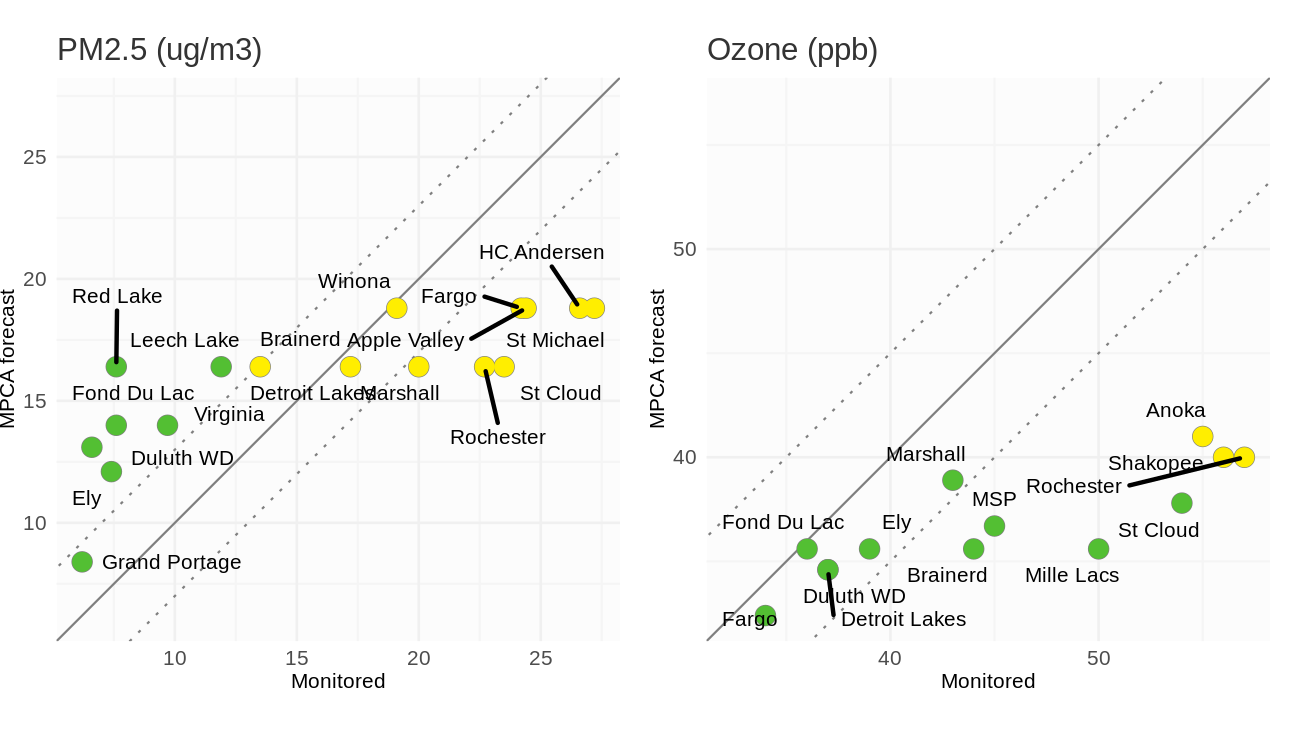 PM2.5 (ug/m3)
MPCA forecast
25
20
15
10
HC Andersen
Winona
Fargo
Red Lake
Leech Lake
Brainerd
Apple Valley
St Michael
Fond Du Lac
Detroit Lakes
Marshall
St Cloud
Virginia
Rochester
Duluth WD
Ely
Grand Portage
10
15
20
25
Monitored
Ozone (ppb)
MPCA forecast
50
40
Anoka
Marshall
Shakopee
Rochester
MSP
Fond Du Lac
Ely
St Cloud
Brainerd
Mille Lacs
Duluth WD
Fargo
Detroit Lakes
40
50
Monitored